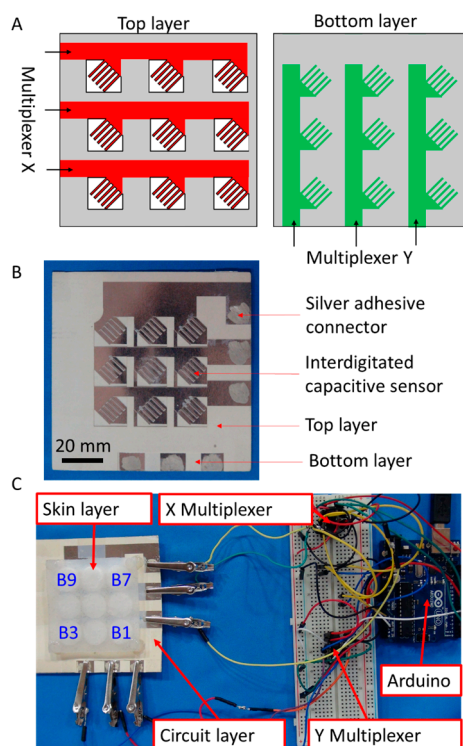 A
Top layer
Bottom layer
Multiplexer X
Multiplexer Y
B
Silver adhesive
connector
Interdigitated
capacitive sensor
Top layer
Bottom layer
20 mm
C
Skin layer
X Multiplexer
B9
B7
B3
B1
Arduino
Circuit layer
Y Multiplexer